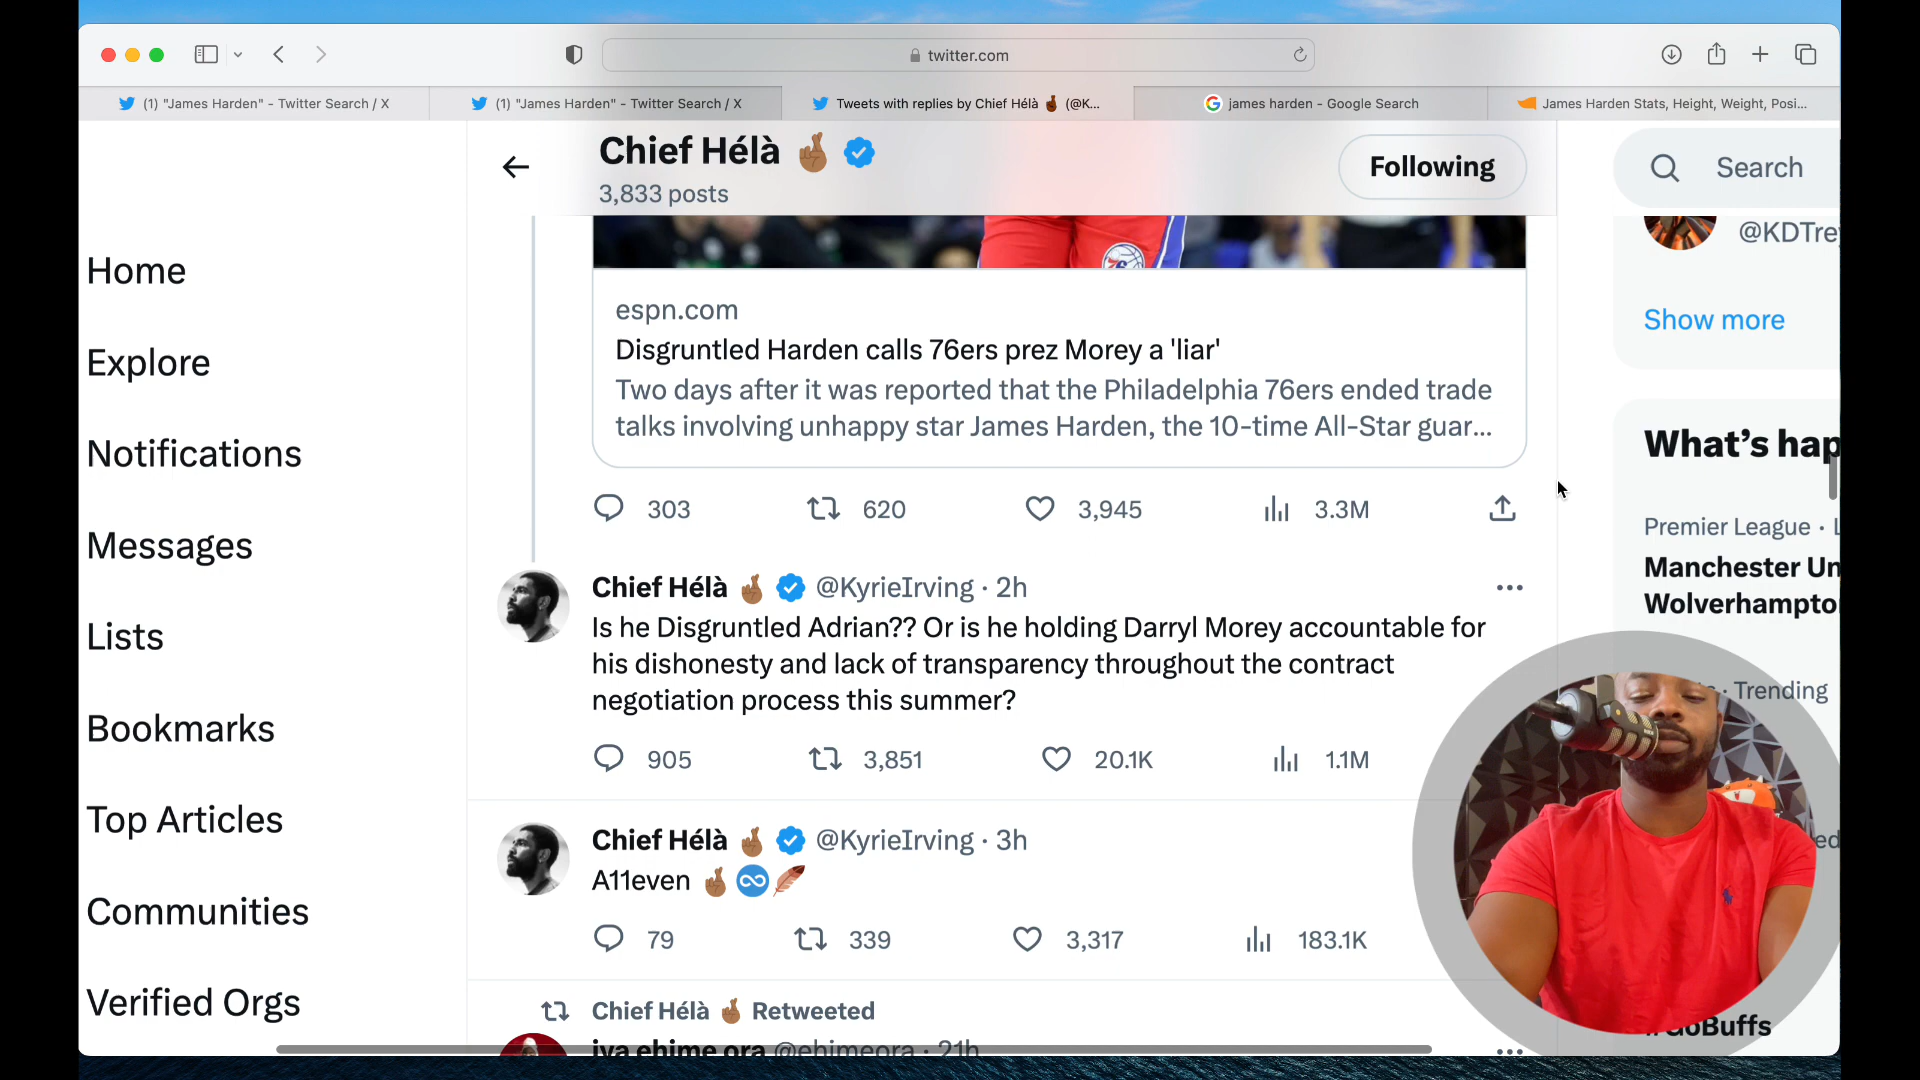 twitter.com
(1) "James Harden" - Twitter Search / X
(1) "James Harden" - Twitter Search / X
Tweets with replies by Chief Hélà 🤞🏾 (@K...
james harden - Google Search
James Harden Stats, Height, Weight, Posi...
Chief Hélà 🤞🏾
3,833 posts
Following
Search
Home
Explore
Notifications
Messages
Lists
Bookmarks
Top Articles
Communities
Verified Orgs
espn.com
Disgruntled Harden calls 76ers prez Morey a 'liar'
Two days after it was reported that the Philadelphia 76ers ended trade
talks involving unhappy star James Harden, the 10-time All-Star guar...
303 620 3,945 3.3M
Chief Hélà 🤞🏾 @KyrieIrving · 2h
Is he Disgruntled Adrian?? Or is he holding Darryl Morey accountable for
his dishonesty and lack of transparency throughout the contract
negotiation process this summer?
905 3,851 20.1K 1.1M
Chief Hélà 🤞🏾 @KyrieIrving · 3h
A11even 🤞🏾♾️🪶
79 339 3,317 183.1K
Chief Hélà 🤞🏾 Retweeted
iya ehime ora @ehimeora · 21h
@KDTrey
Show more
What's hap
Premier League · L
Manchester Un
Wolverhampto
· Trending